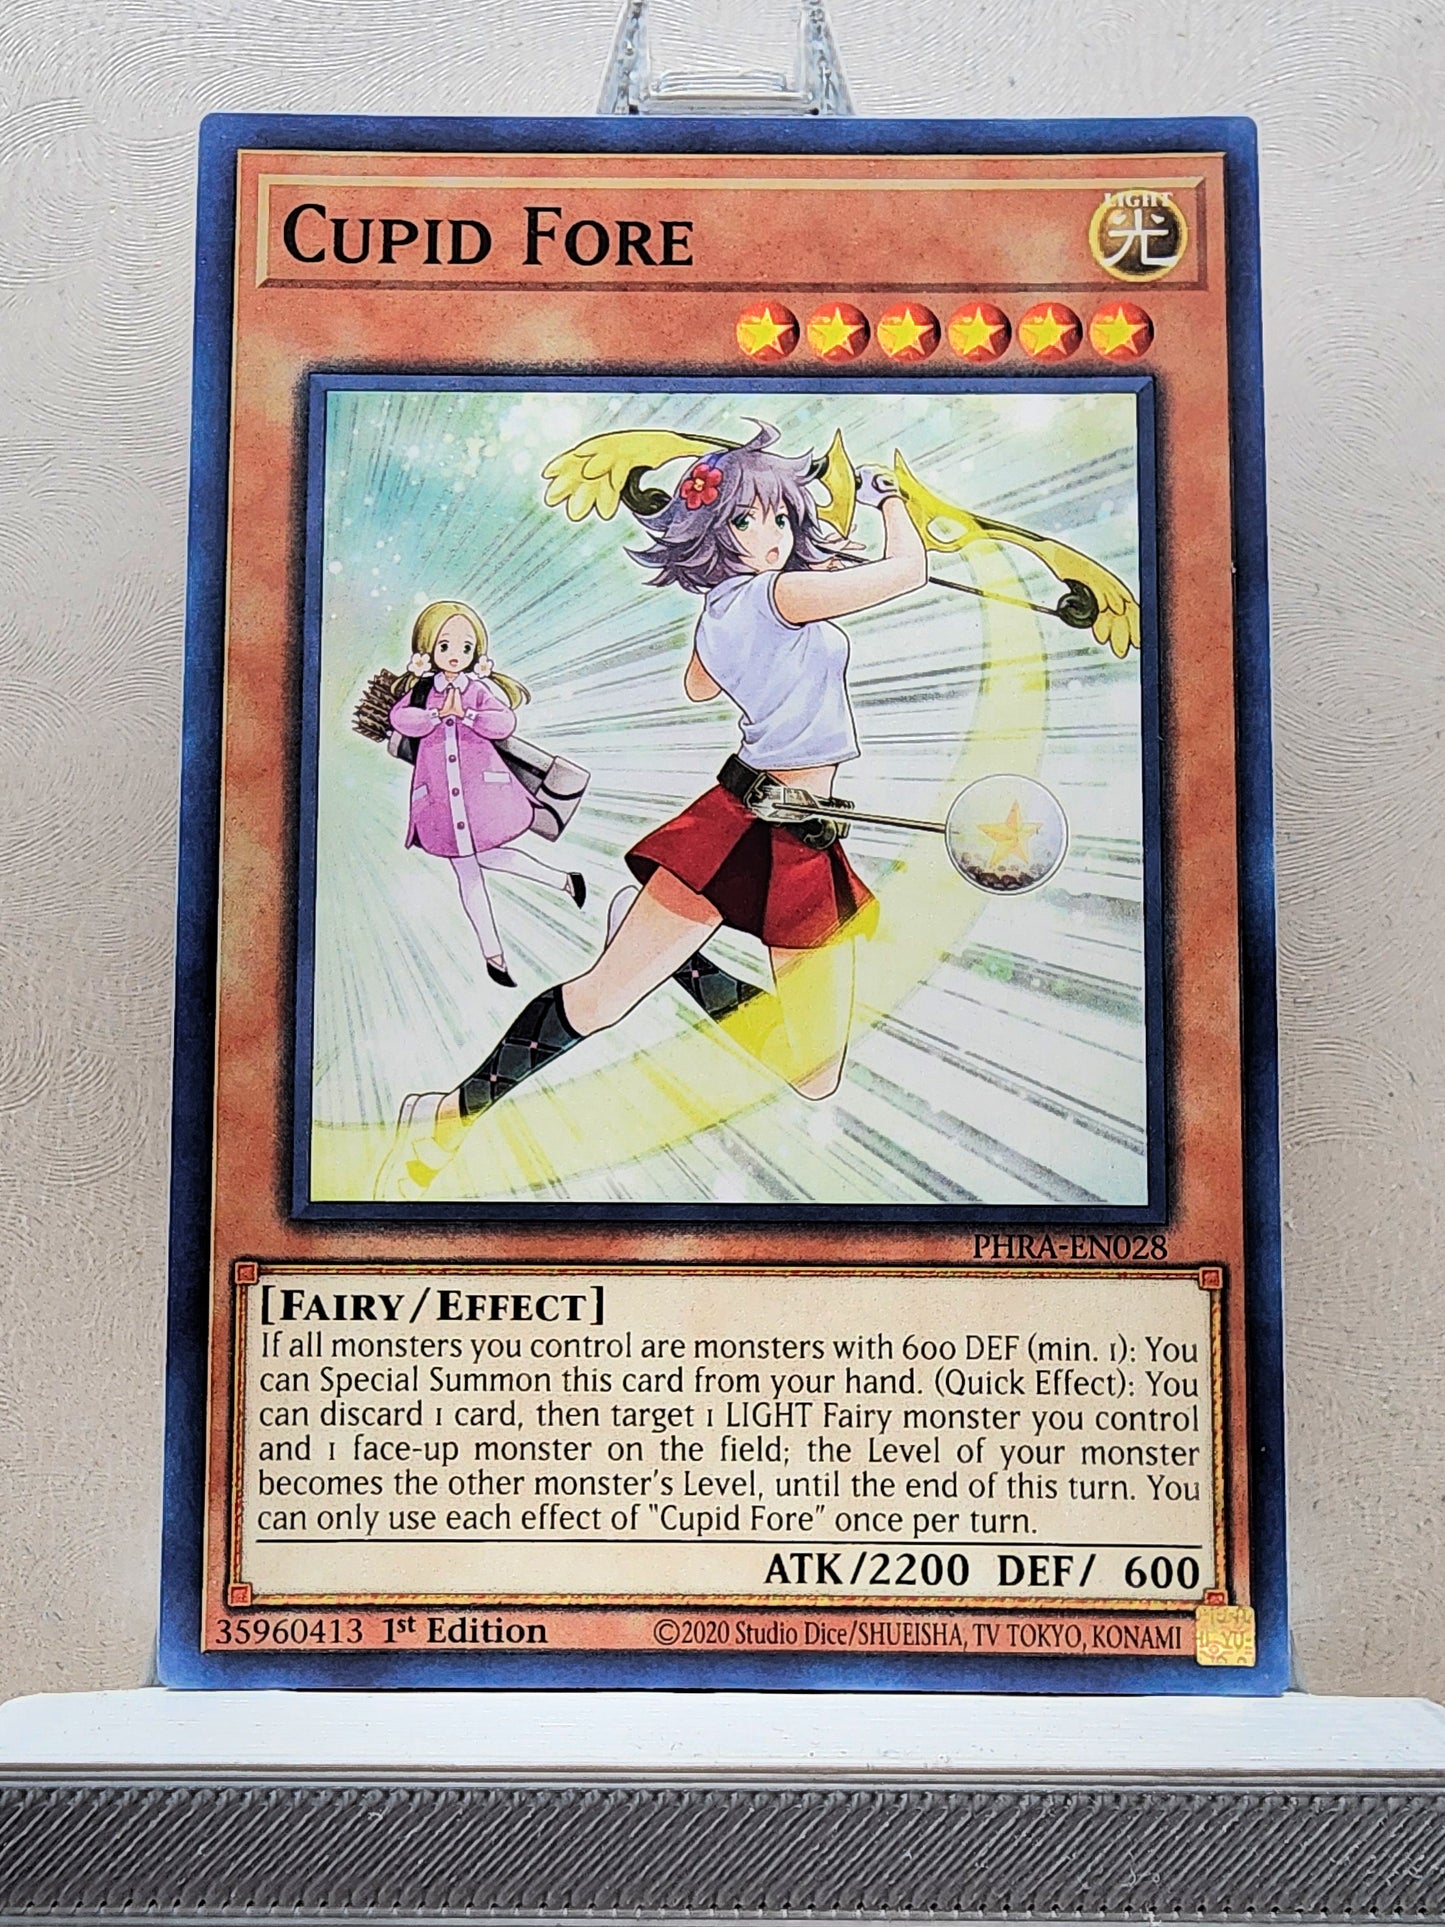 CUPID FORE
LIGHT
光
PHRA-EN028
[FAIRY/EFFECT]
If all monsters you control are monsters with 600 DEF (min. 1): You
can Special Summon this card from your hand. (Quick Effect): You
can discard 1 card, then target 1 LIGHT Fairy monster you control
and 1 face-up monster on the field; the Level of your monster
becomes the other monster's Level, until the end of this turn. You
can only use each effect of "Cupid Fore" once per turn.
ATK/2200 DEF/ 600
35960413 1st Edition ©2020 Studio Dice/SHUEISHA, TV TOKYO, KONAMI